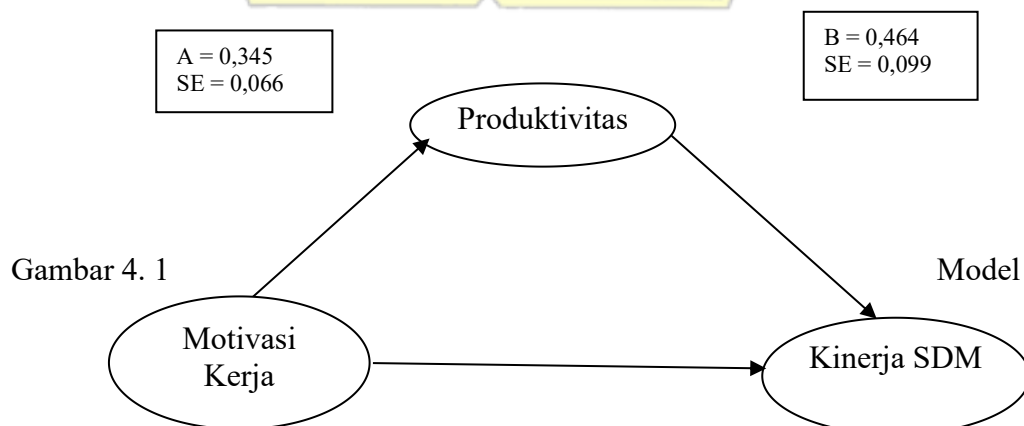 A = 0,345
SE = 0,066
B = 0,464
SE = 0,099
Produktivitas
Gambar 4. 1
Model
Motivasi
Kerja
Kinerja SDM